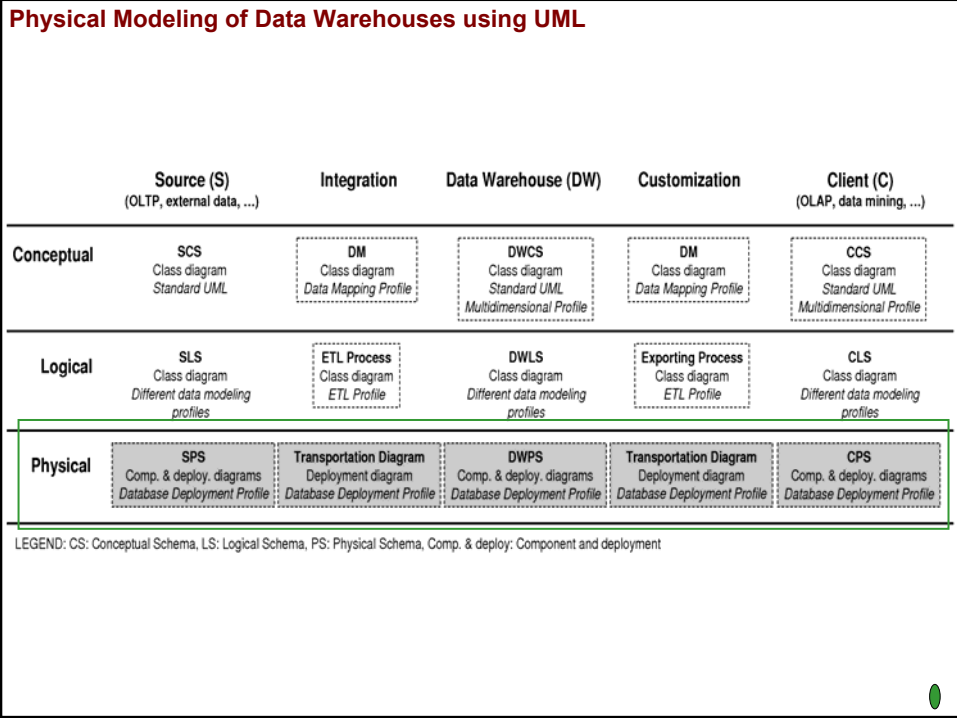 Physical Modeling of Data Warehouses using UML
Source (S)
(OLTP, external data, ...)
Integration
Data Warehouse (DW)
Customization
Client (C)
(OLAP, data mining, ...)
Conceptual
SCS
Class diagram
Standard UML
DM
Class diagram
Data Mapping Profile
DWCS
Class diagram
Standard UML
Multidimensional Profile
DM
Class diagram
Data Mapping Profile
CCS
Class diagram
Standard UML
Multidimensional Profile
Logical
SLS
Class diagram
Different data modeling
profiles
ETL Process
Class diagram
ETL Profile
DWLS
Class diagram
Different data modeling
profiles
Exporting Process
Class diagram
ETL Profile
CLS
Class diagram
Different data modeling
profiles
Physical
SPS
Comp. & deploy. diagrams
Database Deployment Profile
Transportation Diagram
Deployment diagram
Database Deployment Profile
DWPS
Comp. & deploy. diagrams
Database Deployment Profile
Transportation Diagram
Deployment diagram
Database Deployment Profile
CPS
Comp. & deploy. diagrams
Database Deployment Profile
LEGEND: CS: Conceptual Schema, LS: Logical Schema, PS: Physical Schema, Comp. & deploy: Component and deployment